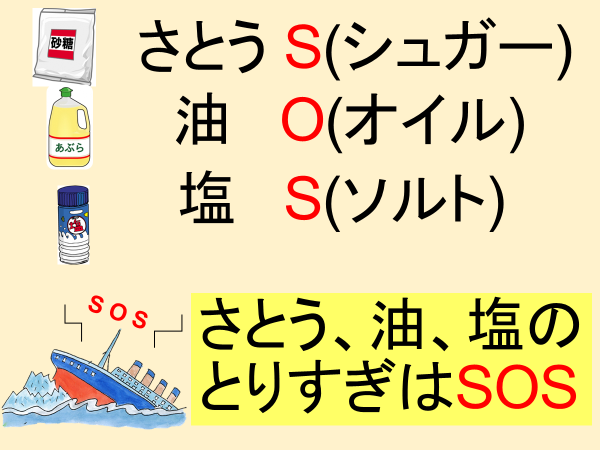 砂糖
さとう S(シュガー)
あぶら
油 O(オイル)
塩
塩 S(ソルト)
SOS
さとう、油、塩の
とりすぎはSOS